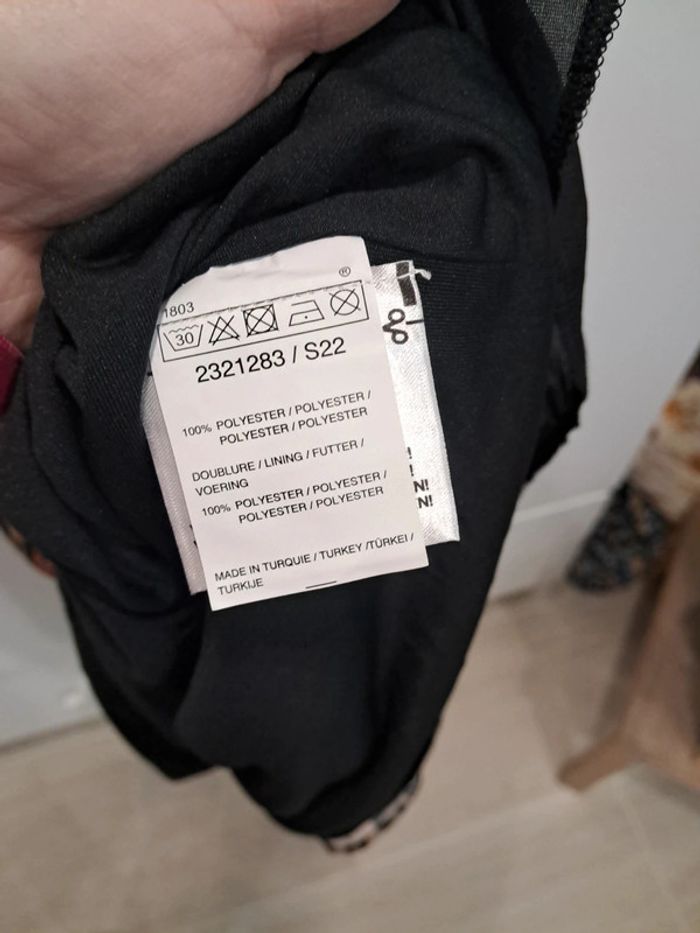 1803
®
30
2321283 / S22
100% POLYESTER / POLYESTER /
POLYESTER / POLYESTER
DOUBLURE / LINING / FUTTER /
VOERING
100% POLYESTER / POLYESTER /
POLYESTER / POLYESTER
MADE IN TURQUIE / TURKEY /TÜRKEI /
TURKIJE
!
!
N!
N!